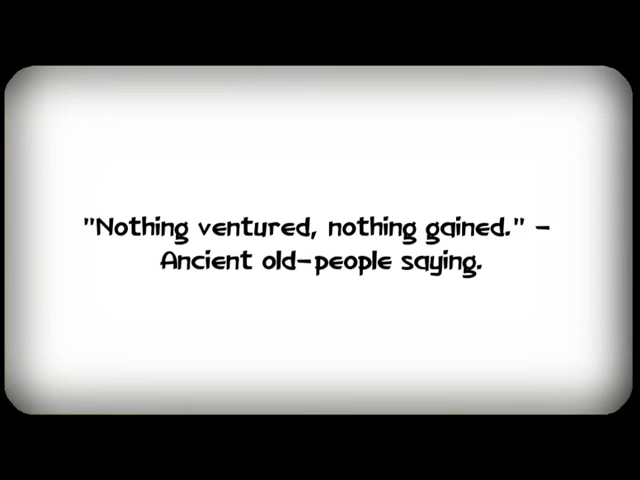 "Nothing ventured, nothing gained." -
Ancient old-people saying.